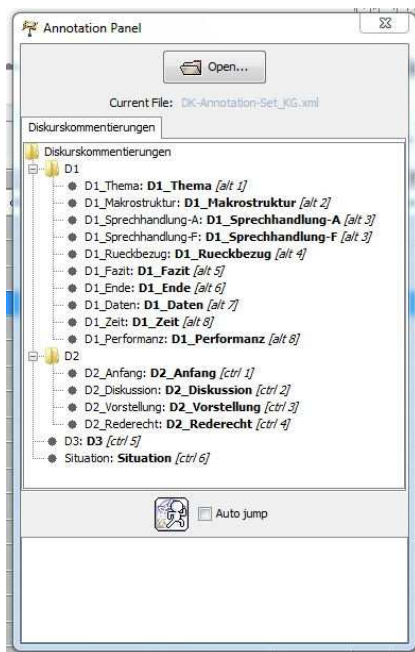 Annotation Panel
Open...
Current File: DK-Annotation-Set_KG.xml
Diskurskommentierungen
Diskurskommentierungen
D1
D1_Thema: D1_Thema [alt 1]
D1_Makrostruktur: D1_Makrostruktur [alt 2]
D1_Sprechhandlung-A: D1_Sprechhandlung-A [alt 3]
D1_Sprechhandlung-F: D1_Sprechhandlung-F [alt 3]
D1_Rueckbezug: D1_Rueckbezug [alt 4]
D1_Fazit: D1_Fazit [alt 5]
D1_Ende: D1_Ende [alt 6]
D1_Daten: D1_Daten [alt 7]
D1_Zeit: D1_Zeit [alt 8]
D1_Performanz: D1_Performanz [alt 8]
D2
D2_Anfang: D2_Anfang [ctrl 1]
D2_Diskussion: D2_Diskussion [ctrl 2]
D2_Vorstellung: D2_Vorstellung [ctrl 3]
D2_Rederecht: D2_Rederecht [ctrl 4]
D3: D3 [ctrl 5]
Situation: Situation [ctrl 6]
Auto jump